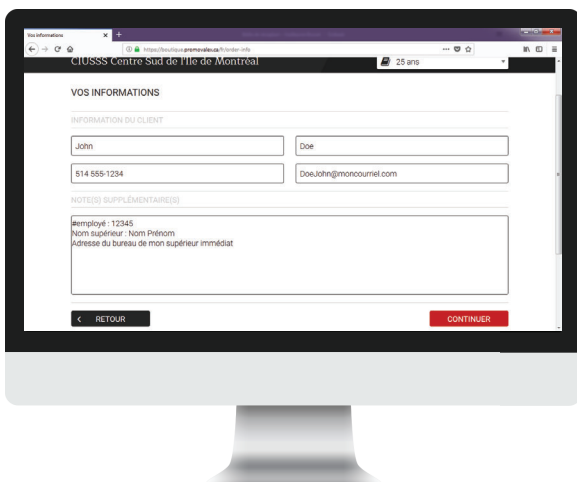 Vos Informations
https://boutique.promovalex.ca/fr/order-info
CIUSSS Centre Sud de l'Ile de Montréal
25 ans
VOS INFORMATIONS
INFORMATION DU CLIENT
John
Doe
514 555-1234
DoeJohn@moncourriel.com
NOTE(S) SUPPLÉMENTAIRE(S)
#employé : 12345
Nom supérieur : Nom Prénom
Adresse du bureau de mon supérieur immédiat
RETOUR
CONTINUER